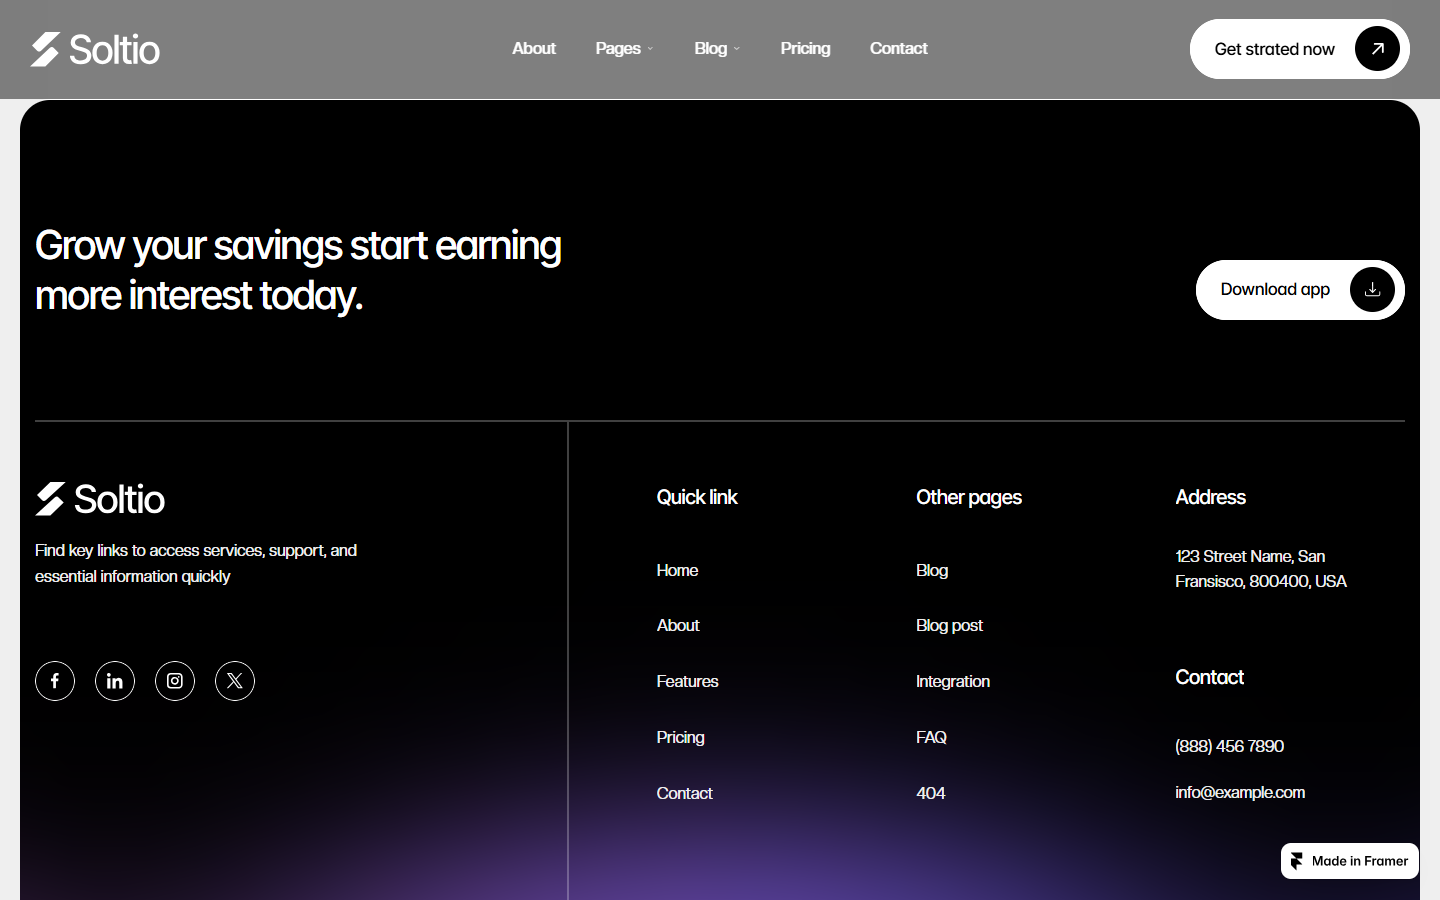 Soltio
About
Pages
Blog
Pricing
Contact
Get strated now
Grow your savings start earning
more interest today.
Download app
Soltio
Find key links to access services, support, and
essential information quickly
Quick link
Home
About
Features
Pricing
Contact
Other pages
Blog
Blog post
Integration
FAQ
404
Address
123 Street Name, San
Fransisco, 800400, USA
Contact
(888) 456 7890
info@example.com
Made in Framer